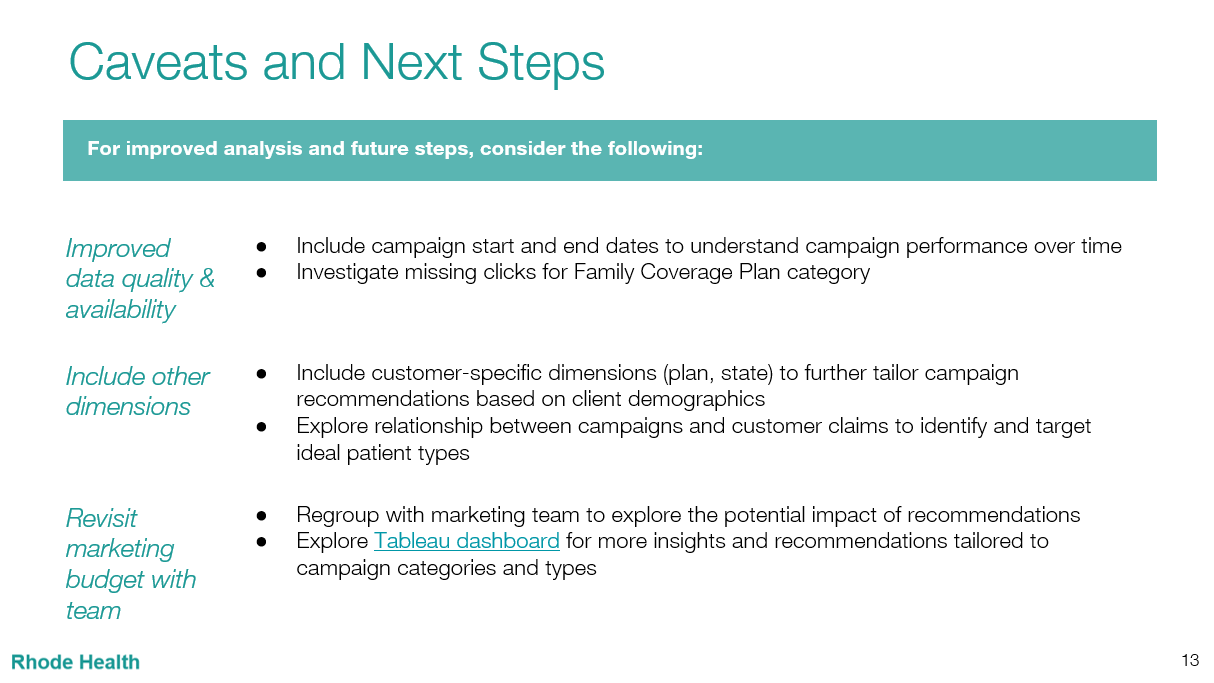 Caveats and Next Steps
For improved analysis and future steps, consider the following:
Improved
data quality &
availability
● Include campaign start and end dates to understand campaign performance over time
● Investigate missing clicks for Family Coverage Plan category
Include other
dimensions
● Include customer-specific dimensions (plan, state) to further tailor campaign
recommendations based on client demographics
● Explore relationship between campaigns and customer claims to identify and target
ideal patient types
Revisit
marketing
budget with
team
● Regroup with marketing team to explore the potential impact of recommendations
● Explore Tableau dashboard for more insights and recommendations tailored to
campaign categories and types
Rhode Health
13